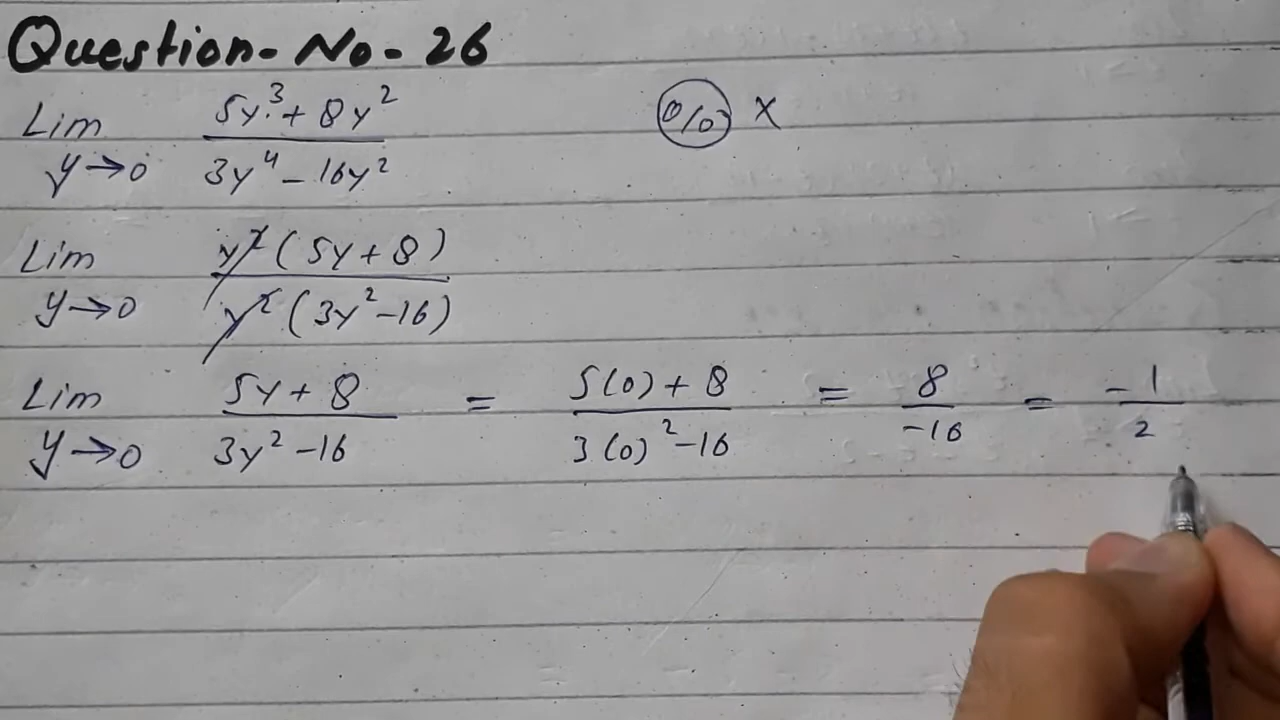 Question-No-26
Lim y→0 (5y³ + 8y²)/(3y⁴ - 16y²) (0/0) x
Lim y→0 y²(5y + 8)/y²(3y² - 16)
Lim y→0 (5y + 8)/(3y² - 16) = (5(0) + 8)/(3(0)² - 16) = 8/-16 = -1/2